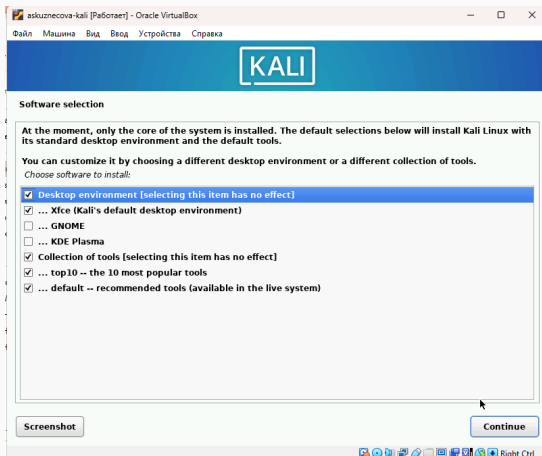 askuznecova-kali [Работает] - Oracle VirtualBox
Файл Машина Вид Ввод Устройства Справка
KALI
Software selection
At the moment, only the core of the system is installed. The default selections below will install Kali Linux with
its standard desktop environment and the default tools.
You can customize it by choosing a different desktop environment or a different collection of tools.
Choose software to install:
Desktop environment [selecting this item has no effect]
... Xfce (Kali's default desktop environment)
... GNOME
... KDE Plasma
Collection of tools [selecting this item has no effect]
... top10 -- the 10 most popular tools
... default -- recommended tools (available in the live system)
Screenshot
Continue
Right Ctrl